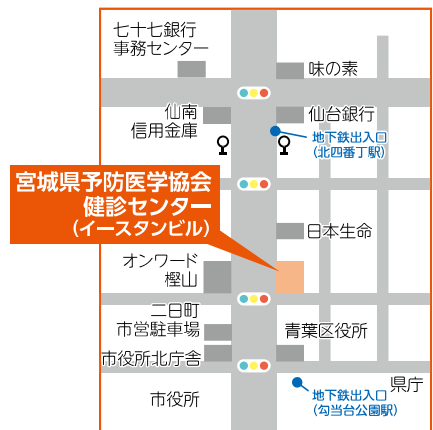 七十七銀行
事務センター
味の素
仙南
信用金庫
仙台銀行
地下鉄出入口
(北四番丁駅)
宮城県予防医学協会
健診センター
(イースタンビル)
日本生命
オンワード
樫山
二日町
市営駐車場
青葉区役所
市役所北庁舎
県庁
市役所
地下鉄出入口
(勾当台公園駅)